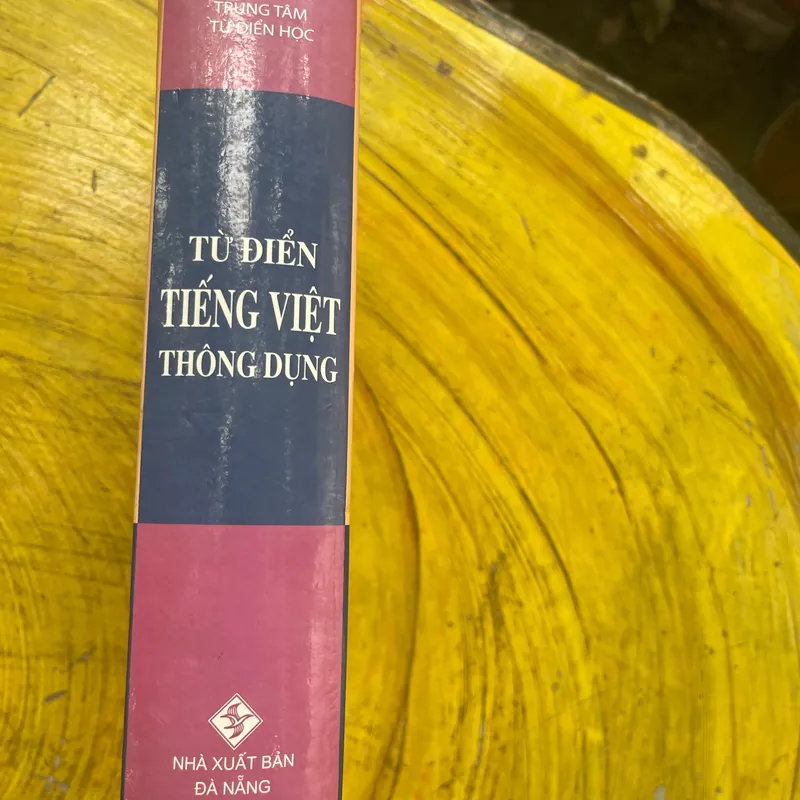 TRUNG TÂM
TỪ ĐIỂN HỌC
TỪ ĐIỂN
TIẾNG VIỆT
THÔNG DỤNG
NHÀ XUẤT BẢN
ĐÀ NẴNG